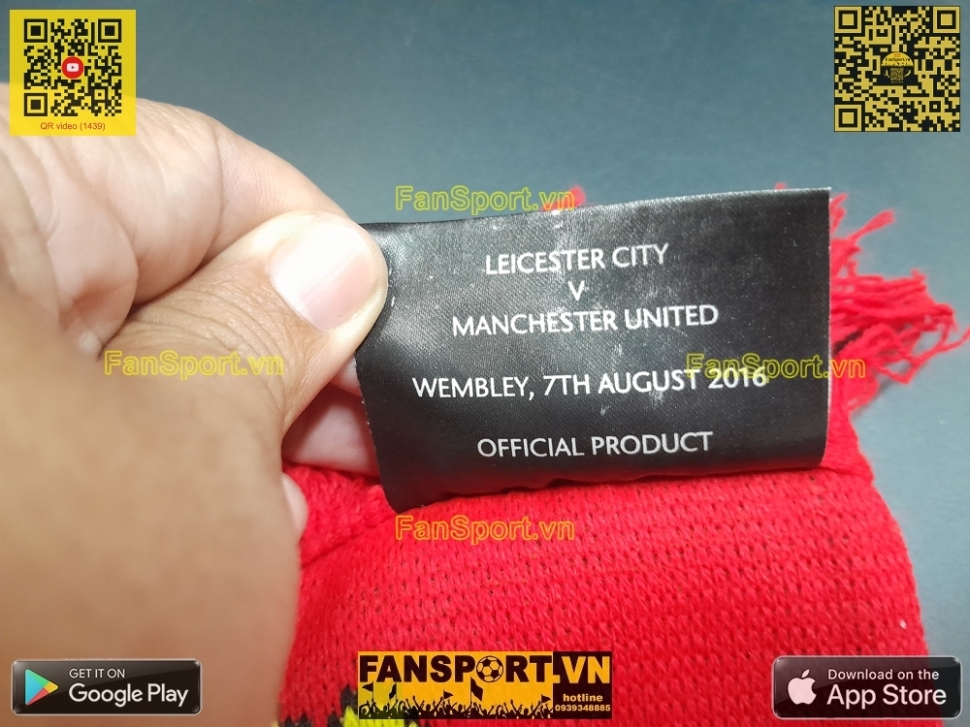 QR video (1439)
FanSport.vn
LEICESTER CITY
V
MANCHESTER UNITED
FanSport.vn
FanSport.vn
WEMBLEY, 7TH AUGUST 2016
OFFICIAL PRODUCT
FanSport.vn
GET IT ON
Google Play
FANSPORT.VN
hotline
0939348885
Download on the
App Store